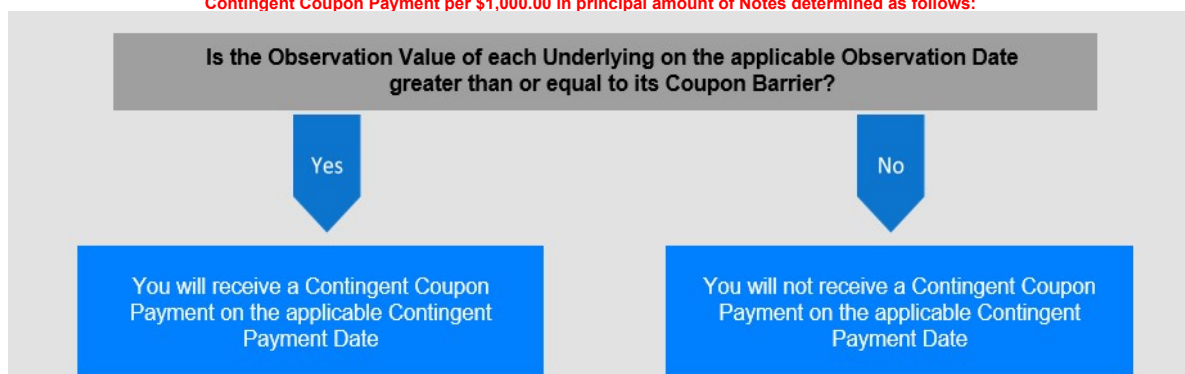 Contingent Coupon Payment per $1,000.00 in principal amount of Notes determined as follows:
Is the Observation Value of each Underlying on the applicable Observation Date
greater than or equal to its Coupon Barrier?
Yes
No
You will receive a Contingent Coupon
Payment on the applicable Contingent
Payment Date
You will not receive a Contingent Coupon
Payment on the applicable Contingent
Payment Date